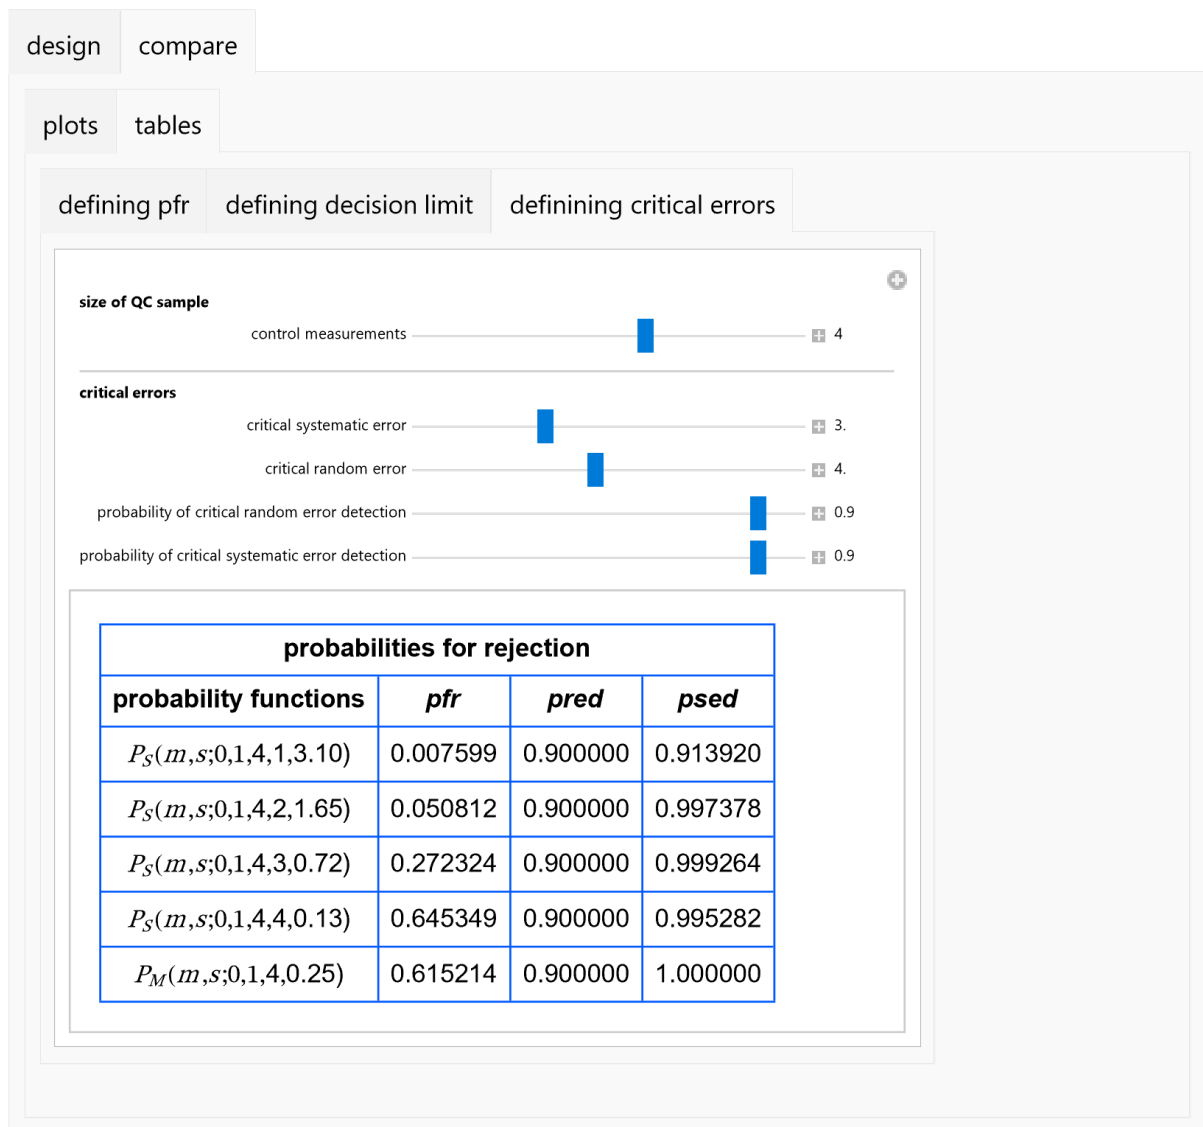 design compare
plots tables
defining pfr defining decision limit definining critical errors
size of QC sample
control measurements 4
critical errors
critical systematic error 3.
critical random error 4.
probability of critical random error detection 0.9
probability of critical systematic error detection 0.9
probabilities for rejection
probability functions pfr pred psed
P_S(m,s;0,1,4,1,3.10) 0.007599 0.900000 0.913920
P_S(m,s;0,1,4,2,1.65) 0.050812 0.900000 0.997378
P_S(m,s;0,1,4,3,0.72) 0.272324 0.900000 0.999264
P_S(m,s;0,1,4,4,0.13) 0.645349 0.900000 0.995282
P_M(m,s;0,1,4,0.25) 0.615214 0.900000 1.000000